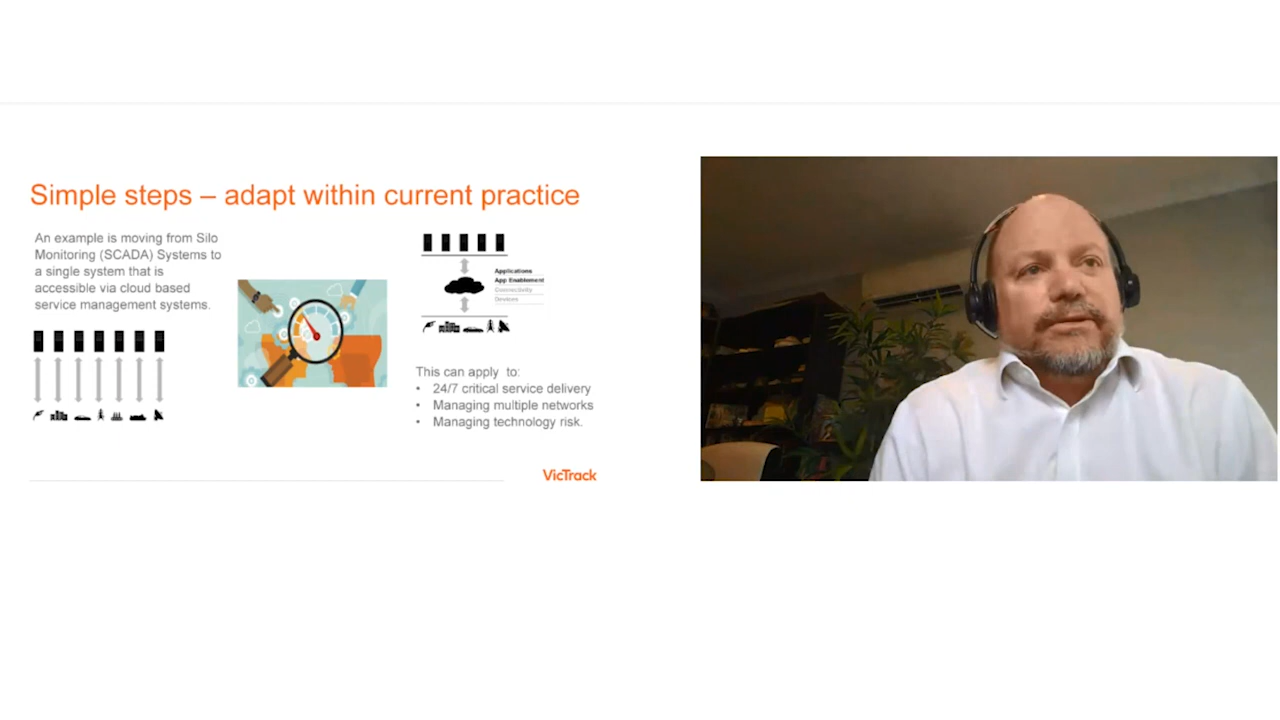 Simple steps – adapt within current practice
An example is moving from Silo
Monitoring (SCADA) Systems to
a single system that is
accessible via cloud based
service management systems.
Applications
App Enablement
Connectivity
Devices
This can apply  to:
• 24/7 critical service delivery
• Managing multiple networks
• Managing technology risk.
VicTrack